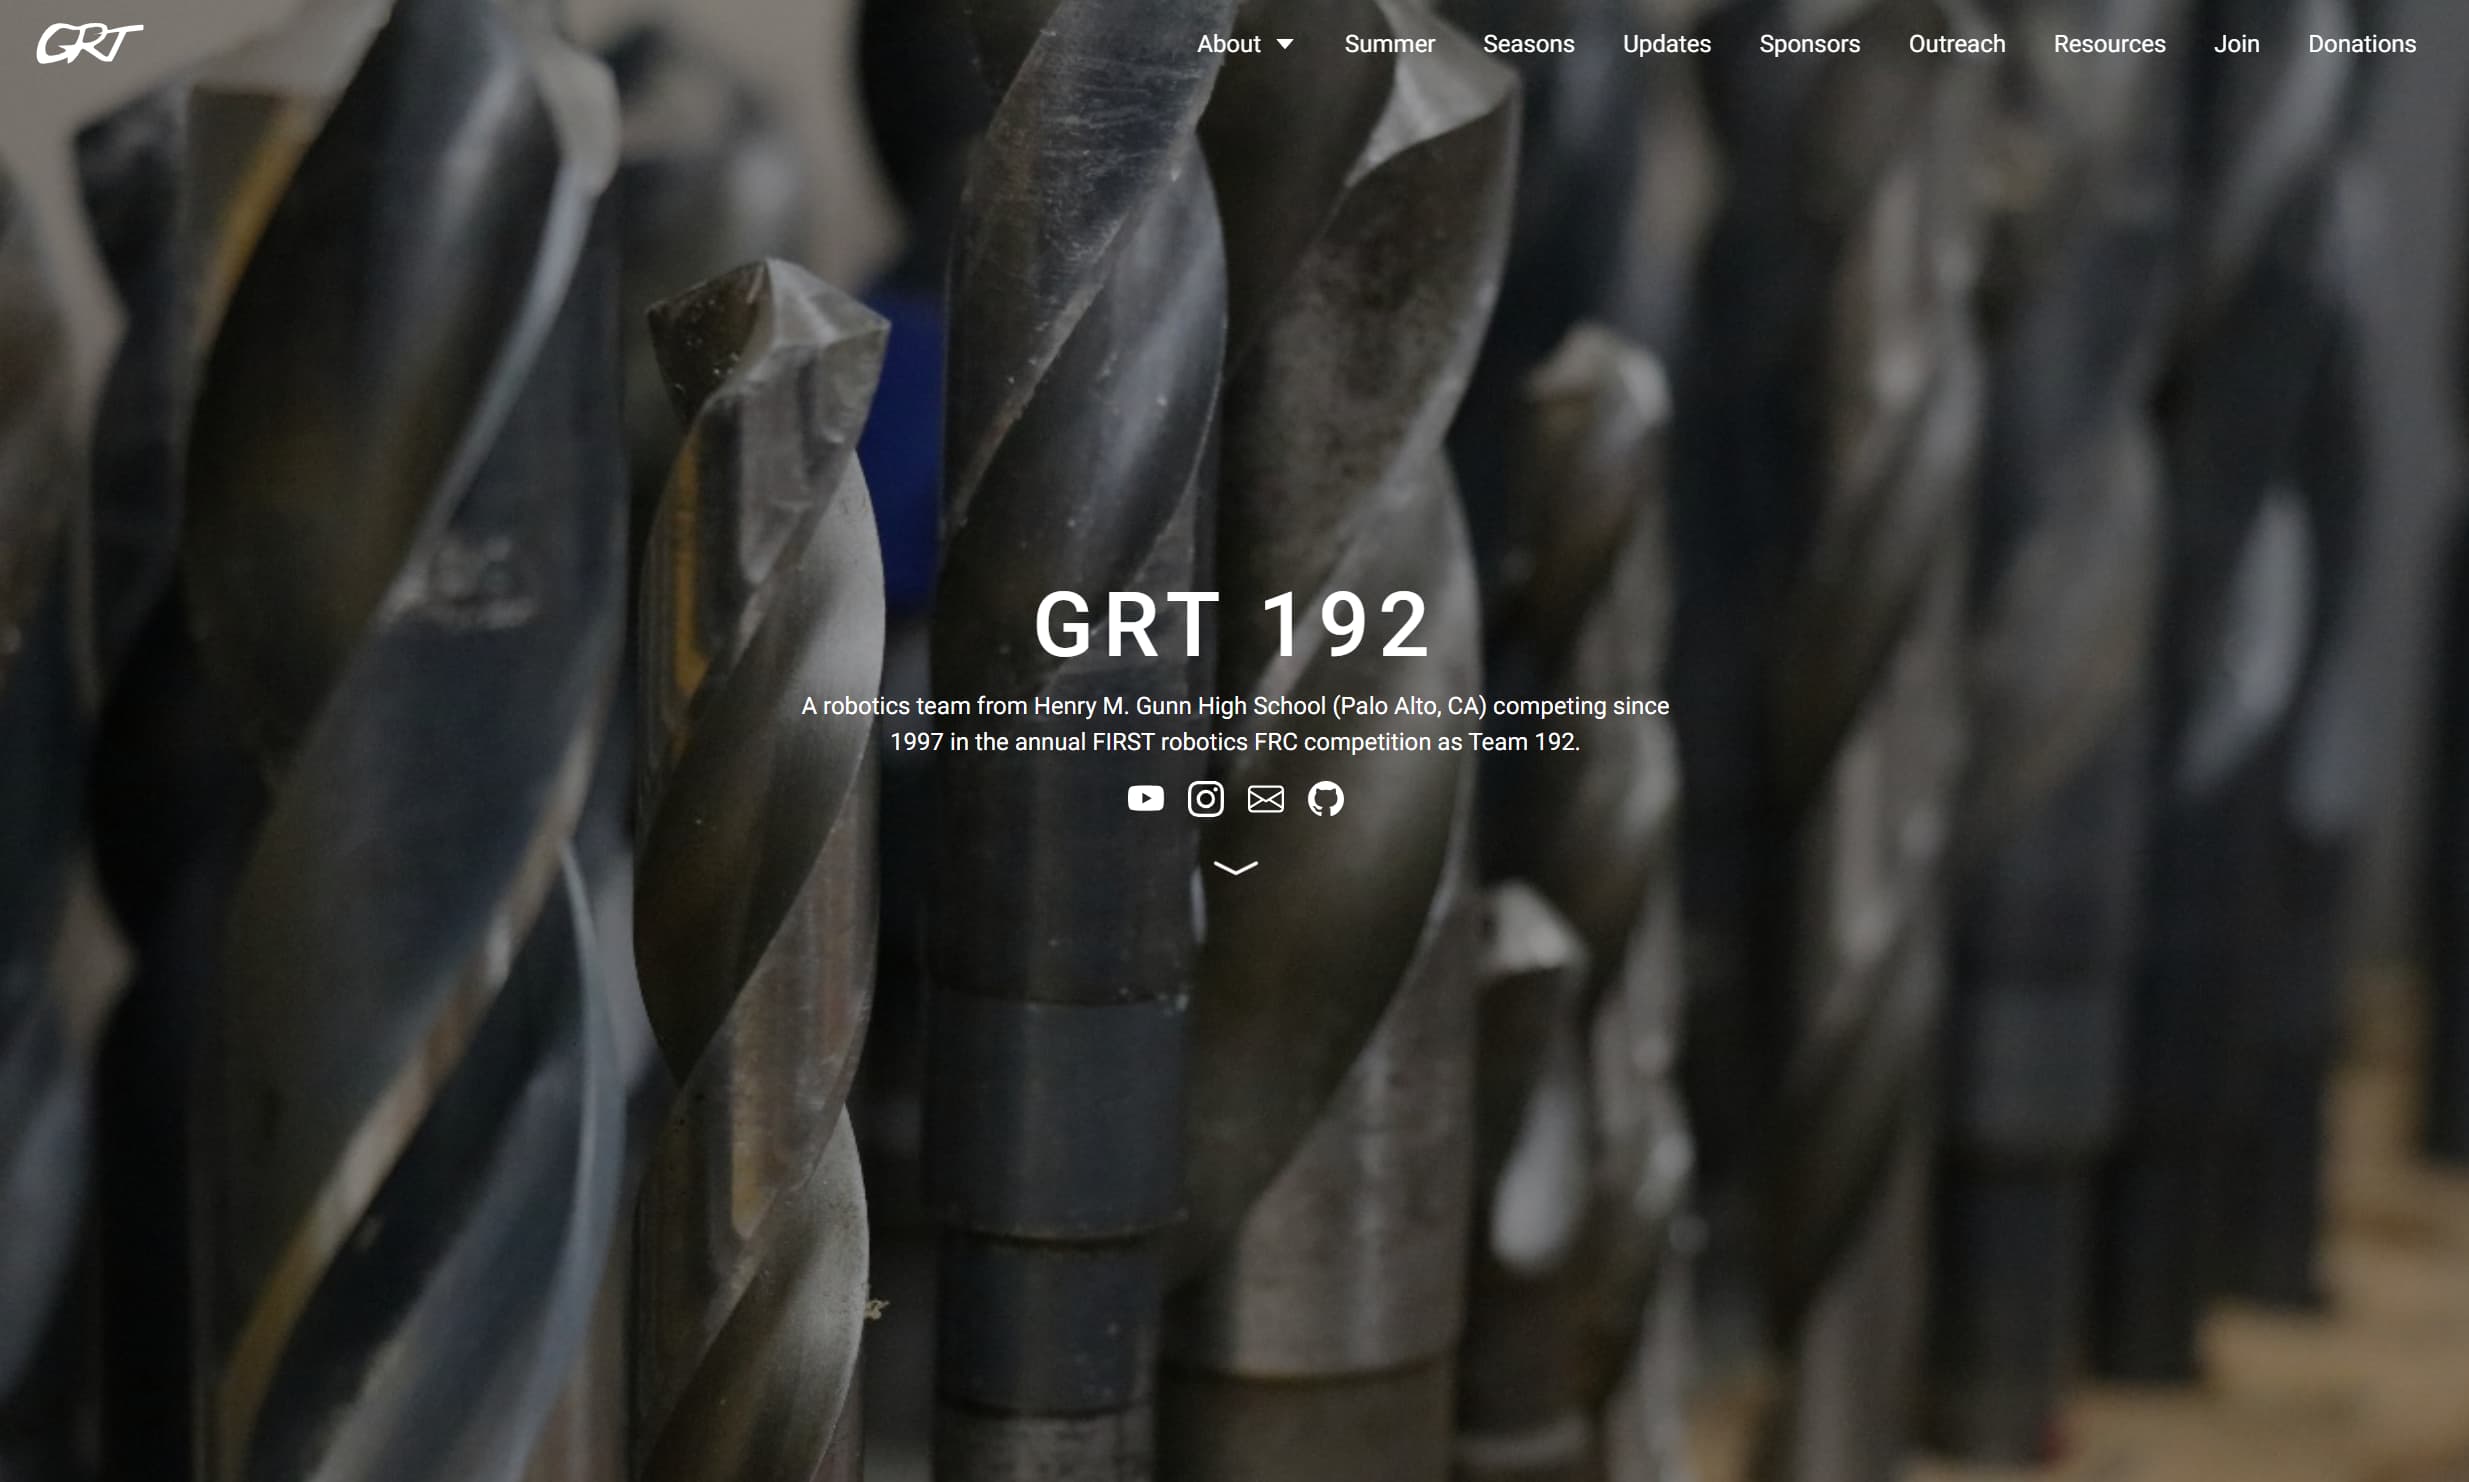 GRT
About
Summer
Seasons
Updates
Sponsors
Outreach
Resources
Join
Donations
GRT 192
A robotics team from Henry M. Gunn High School (Palo Alto, CA) competing since
1997 in the annual FIRST robotics FRC competition as Team 192.